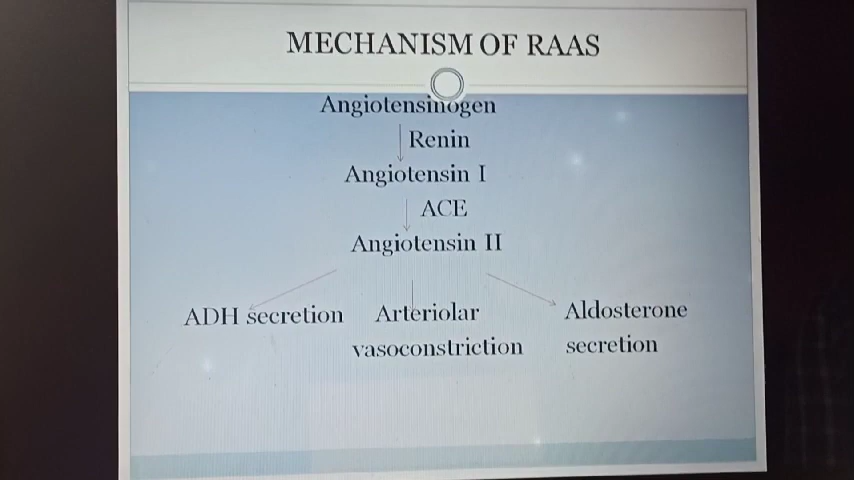 MECHANISM OF RAAS
Angiotensinogen
Renin
Angiotensin I
ACE
Angiotensin II
ADH secretion
Arteriolar
vasoconstriction
Aldosterone
secretion